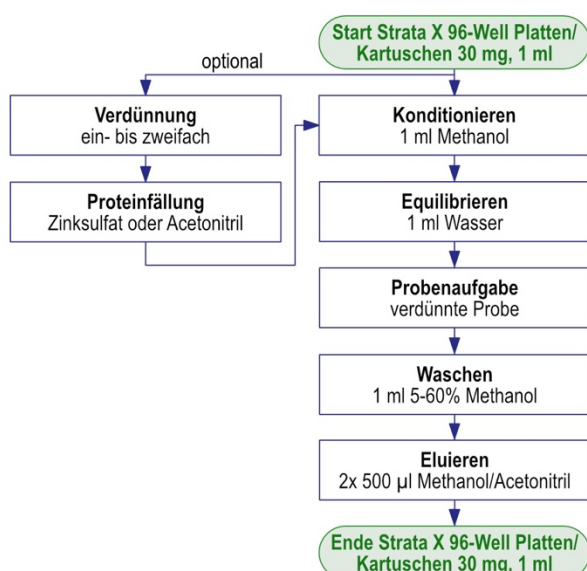 Start Strata X 96-Well Platten/
Kartuschen 30 mg, 1 ml
optional
Verdünnung
ein- bis zweifach
Proteinfällung
Zinksulfat oder Acetonitril
Konditionieren
1 ml Methanol
Equilibrieren
1 ml Wasser
Probenaufgabe
verdünnte Probe
Waschen
1 ml 5-60% Methanol
Eluieren
2x 500 µl Methanol/Acetonitril
Ende Strata X 96-Well Platten/
Kartuschen 30 mg, 1 ml